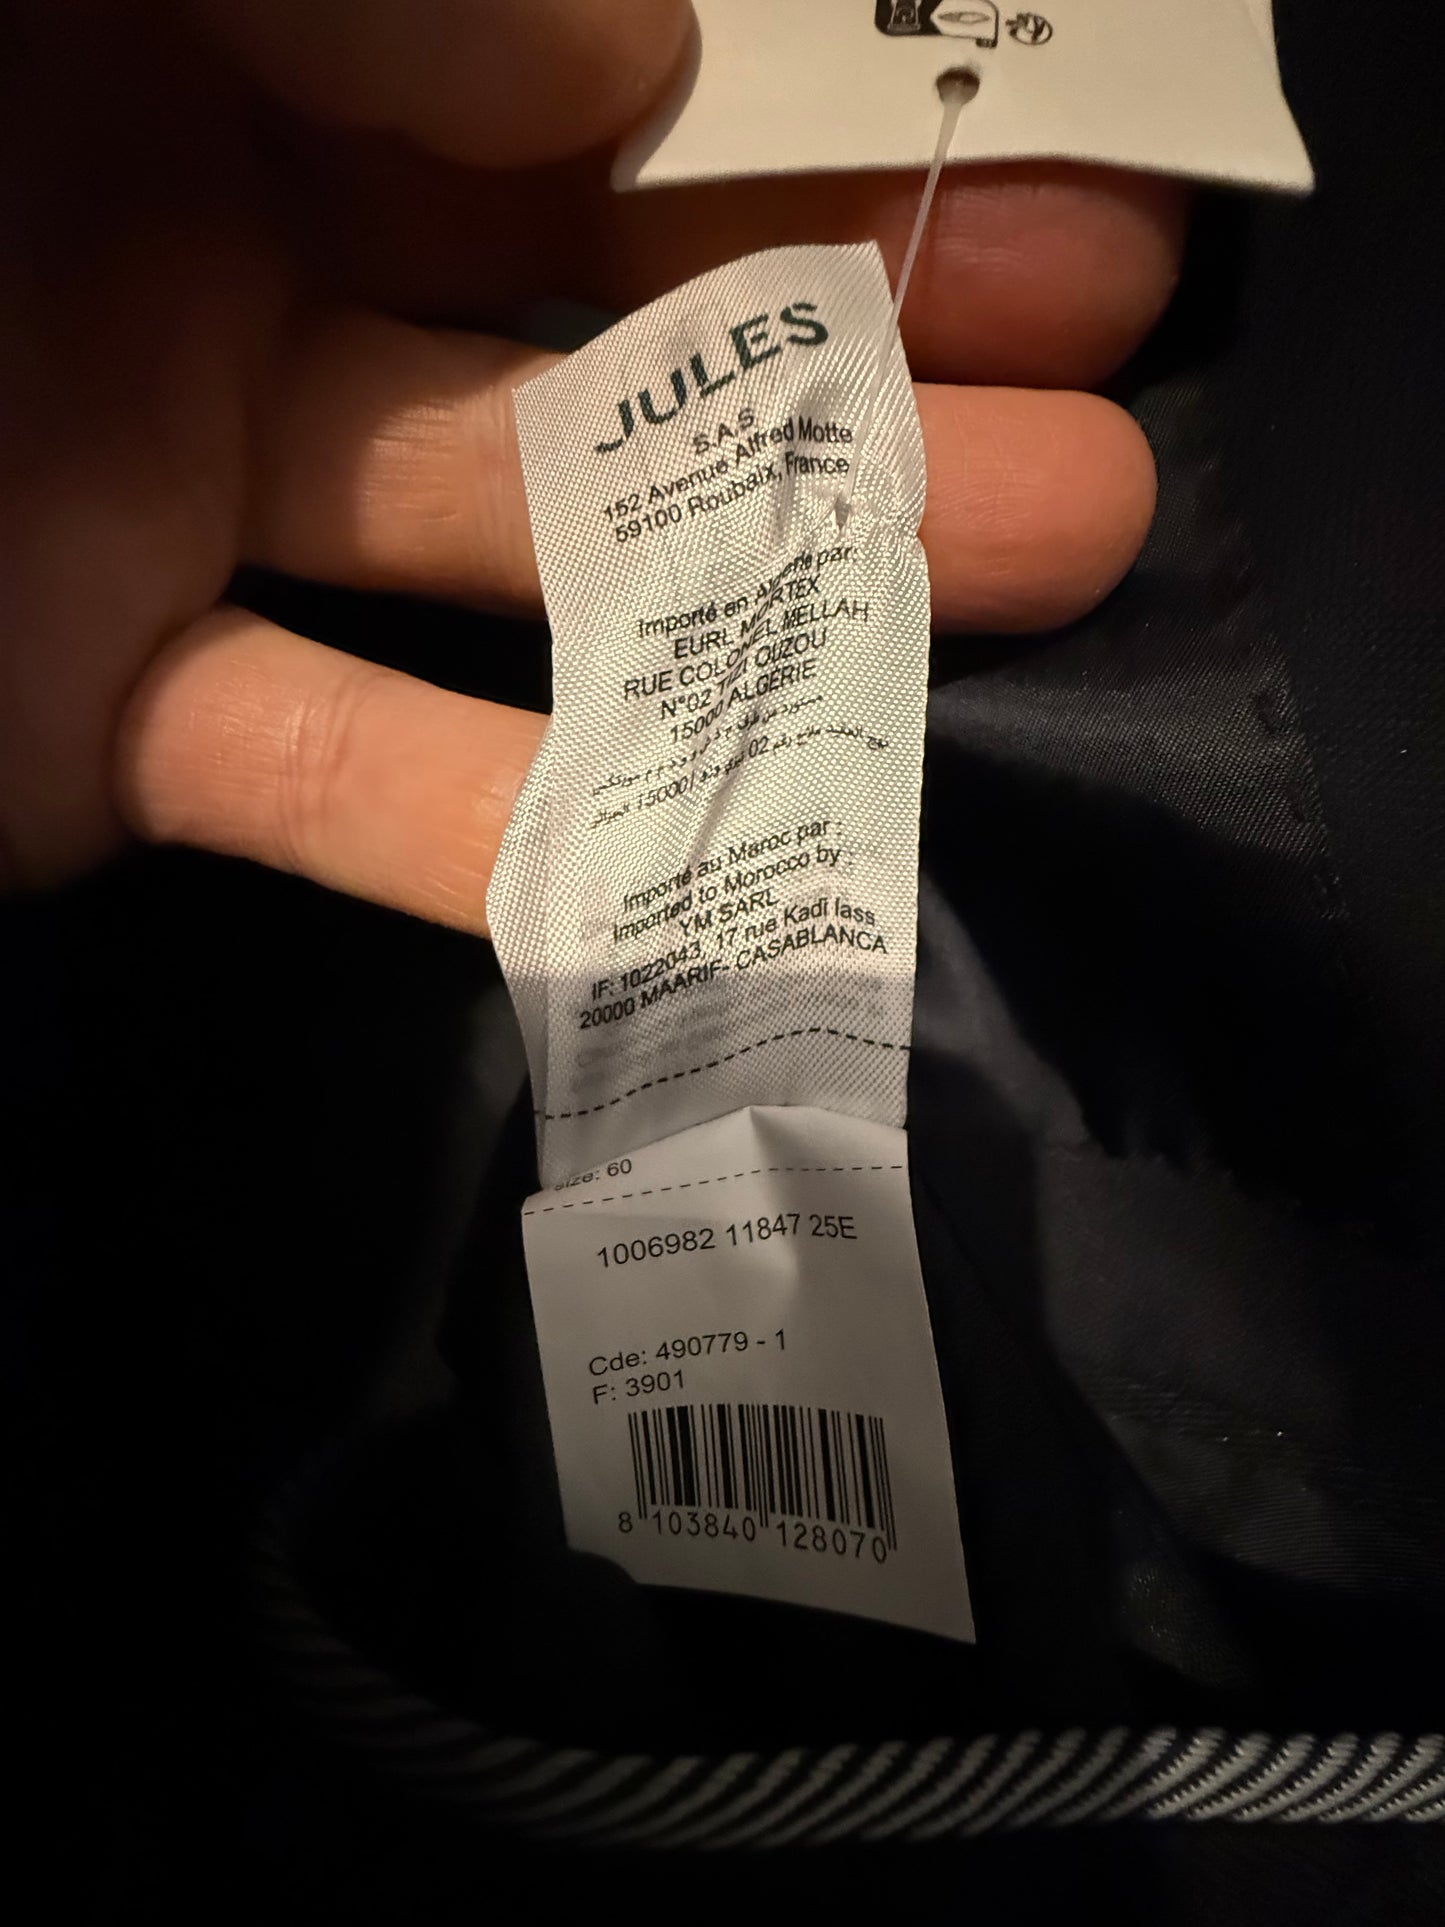 JULES
S.A.S.
152 Avenue Alfred Motte
59100 Roubaix, France
Importé en Algérie par:
EURL MORTEX
RUE COLONEL MELLAH
N°02 TIZI OUZOU
15000 ALGÉRIE
Importé au Maroc par :
Imported to Morocco by :
YM SARL
IF: 1022043, 17 rue Kadi Iass
20000 MAARIF- CASABLANCA
size: 60
1006982 11847 25E
Cde: 490779 - 1
F: 3901
8 103840 128070